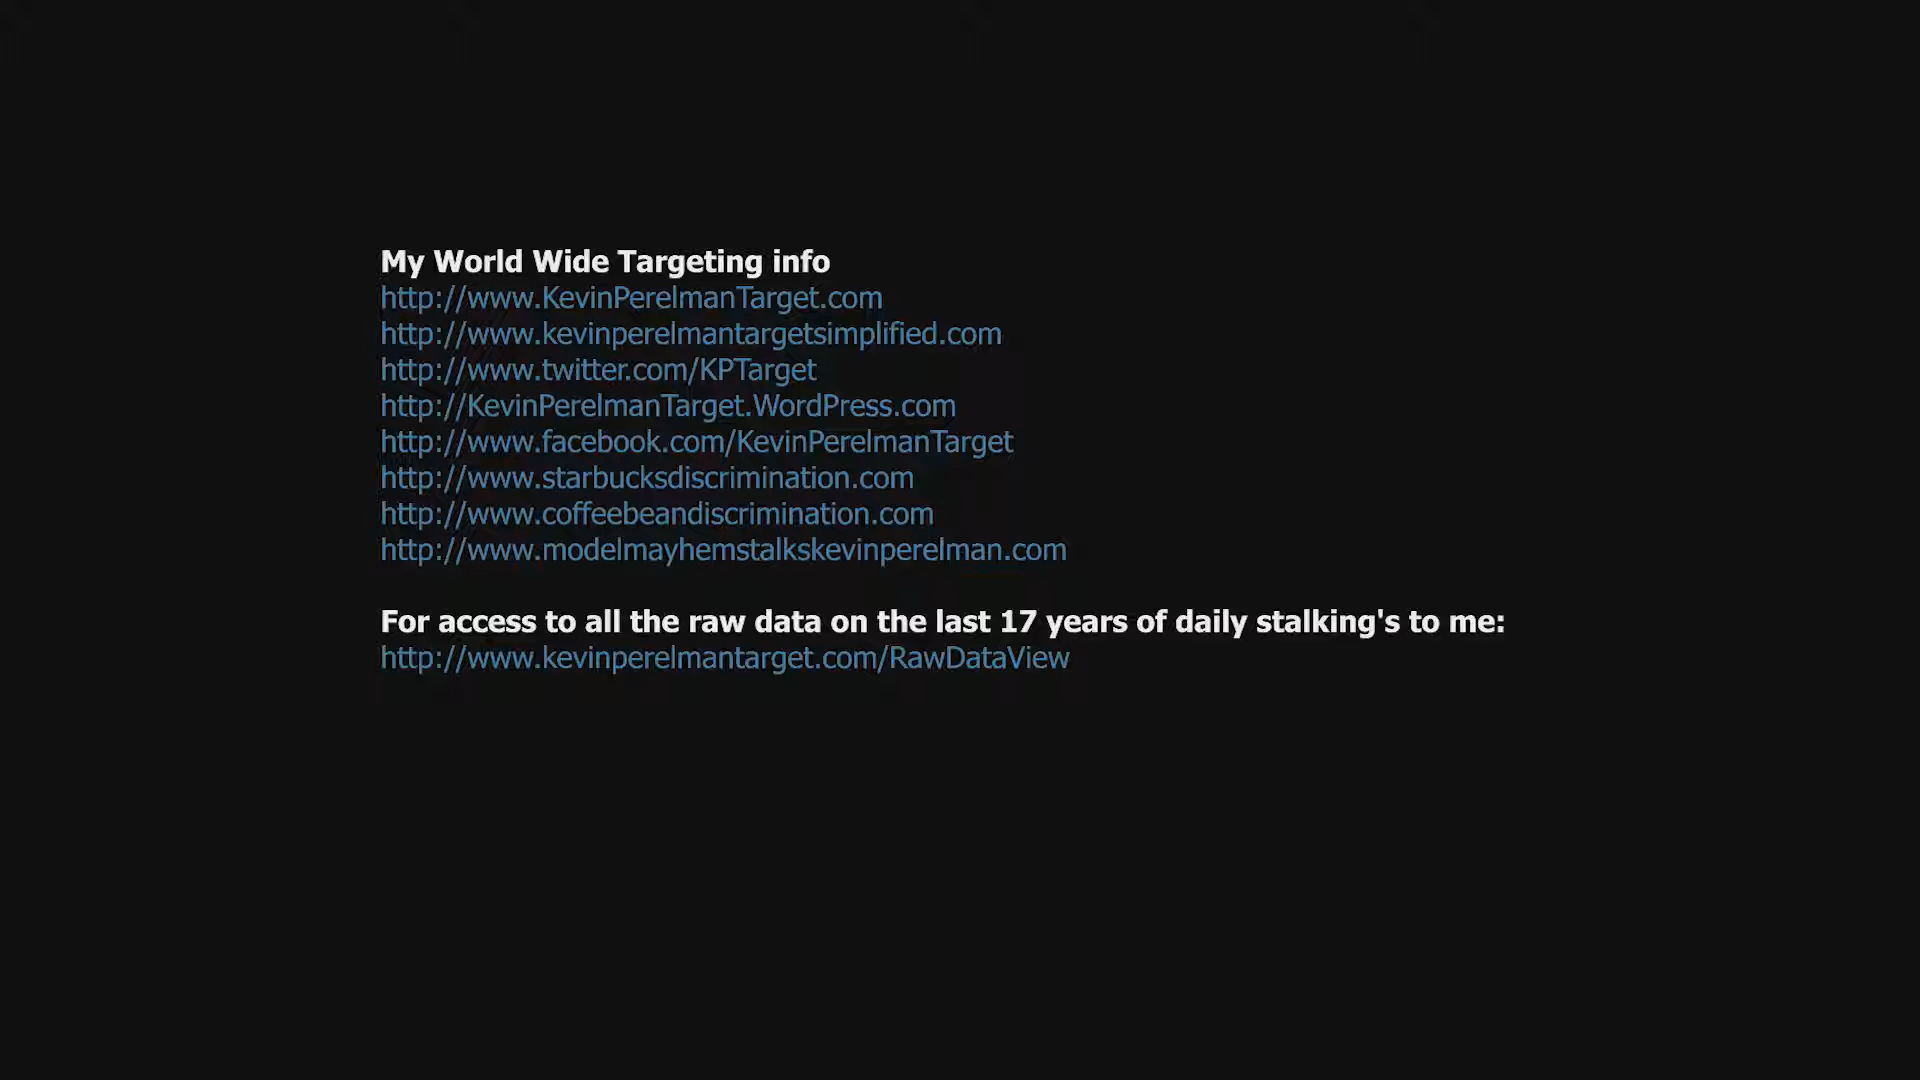 My World Wide Targeting info
http://www.KevinPerelmanTarget.com
http://www.kevinperelmantargetsimplified.com
http://www.twitter.com/KPTarget
http://KevinPerelmanTarget.WordPress.com
http://www.facebook.com/KevinPerelmanTarget
http://www.starbucksdiscrimination.com
http://www.coffeebeandiscrimination.com
http://www.modelmayhemstalkskevinperelman.com
For access to all the raw data on the last 17 years of daily stalking's to me:
http://www.kevinperelmantarget.com/RawDataView